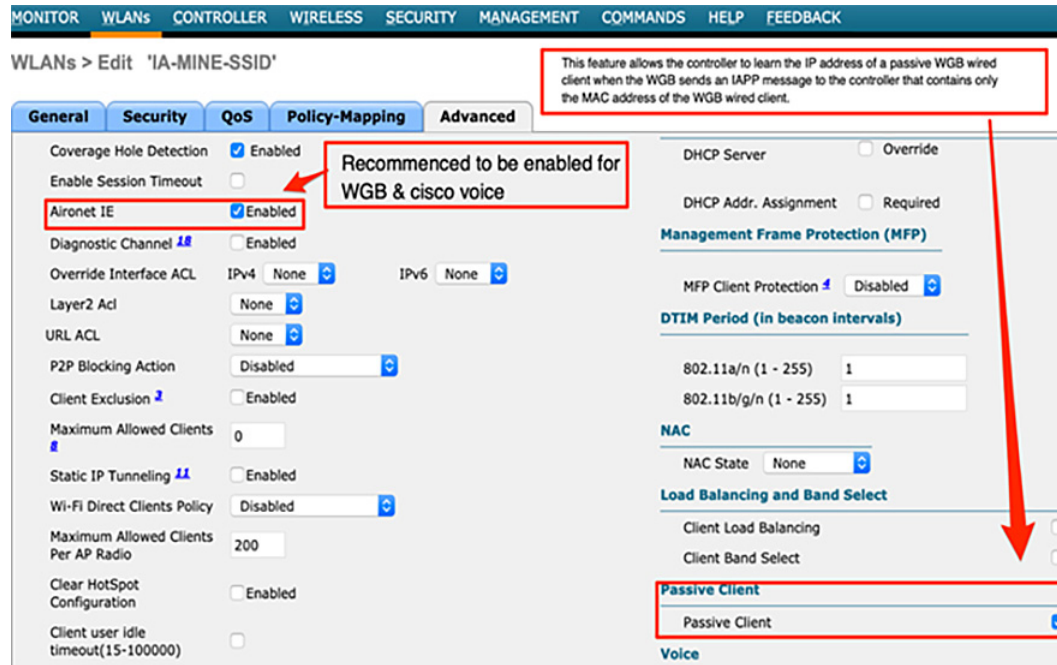 MONITOR WLANs CONTROLLER WIRELESS SECURITY MANAGEMENT COMMANDS HELP FEEDBACK
WLANs > Edit 'IA-MINE-SSID'
This feature allows the controller to learn the IP address of a passive WGB wired
client when the WGB sends an IAPP message to the controller that contains only
the MAC address of the WGB wired client.
General Security QoS Policy-Mapping Advanced
Coverage Hole Detection Enabled
Enable Session Timeout
Aironet IE Enabled
Recommenced to be enabled for
WGB & cisco voice
Diagnostic Channel 18 Enabled
Override Interface ACL IPv4 None IPv6 None
Layer2 Acl None
URL ACL None
P2P Blocking Action Disabled
Client Exclusion 3 Enabled
Maximum Allowed Clients
8
0
Static IP Tunneling 11 Enabled
Wi-Fi Direct Clients Policy Disabled
Maximum Allowed Clients
Per AP Radio
200
Clear HotSpot
Configuration
Enabled
Client user idle
timeout(15-100000)
DHCP Server Override
DHCP Addr. Assignment Required
Management Frame Protection (MFP)
MFP Client Protection 4 Disabled
DTIM Period (in beacon intervals)
802.11a/n (1 - 255) 1
802.11b/g/n (1 - 255) 1
NAC
NAC State None
Load Balancing and Band Select
Client Load Balancing
Client Band Select
Passive Client
Passive Client
Voice